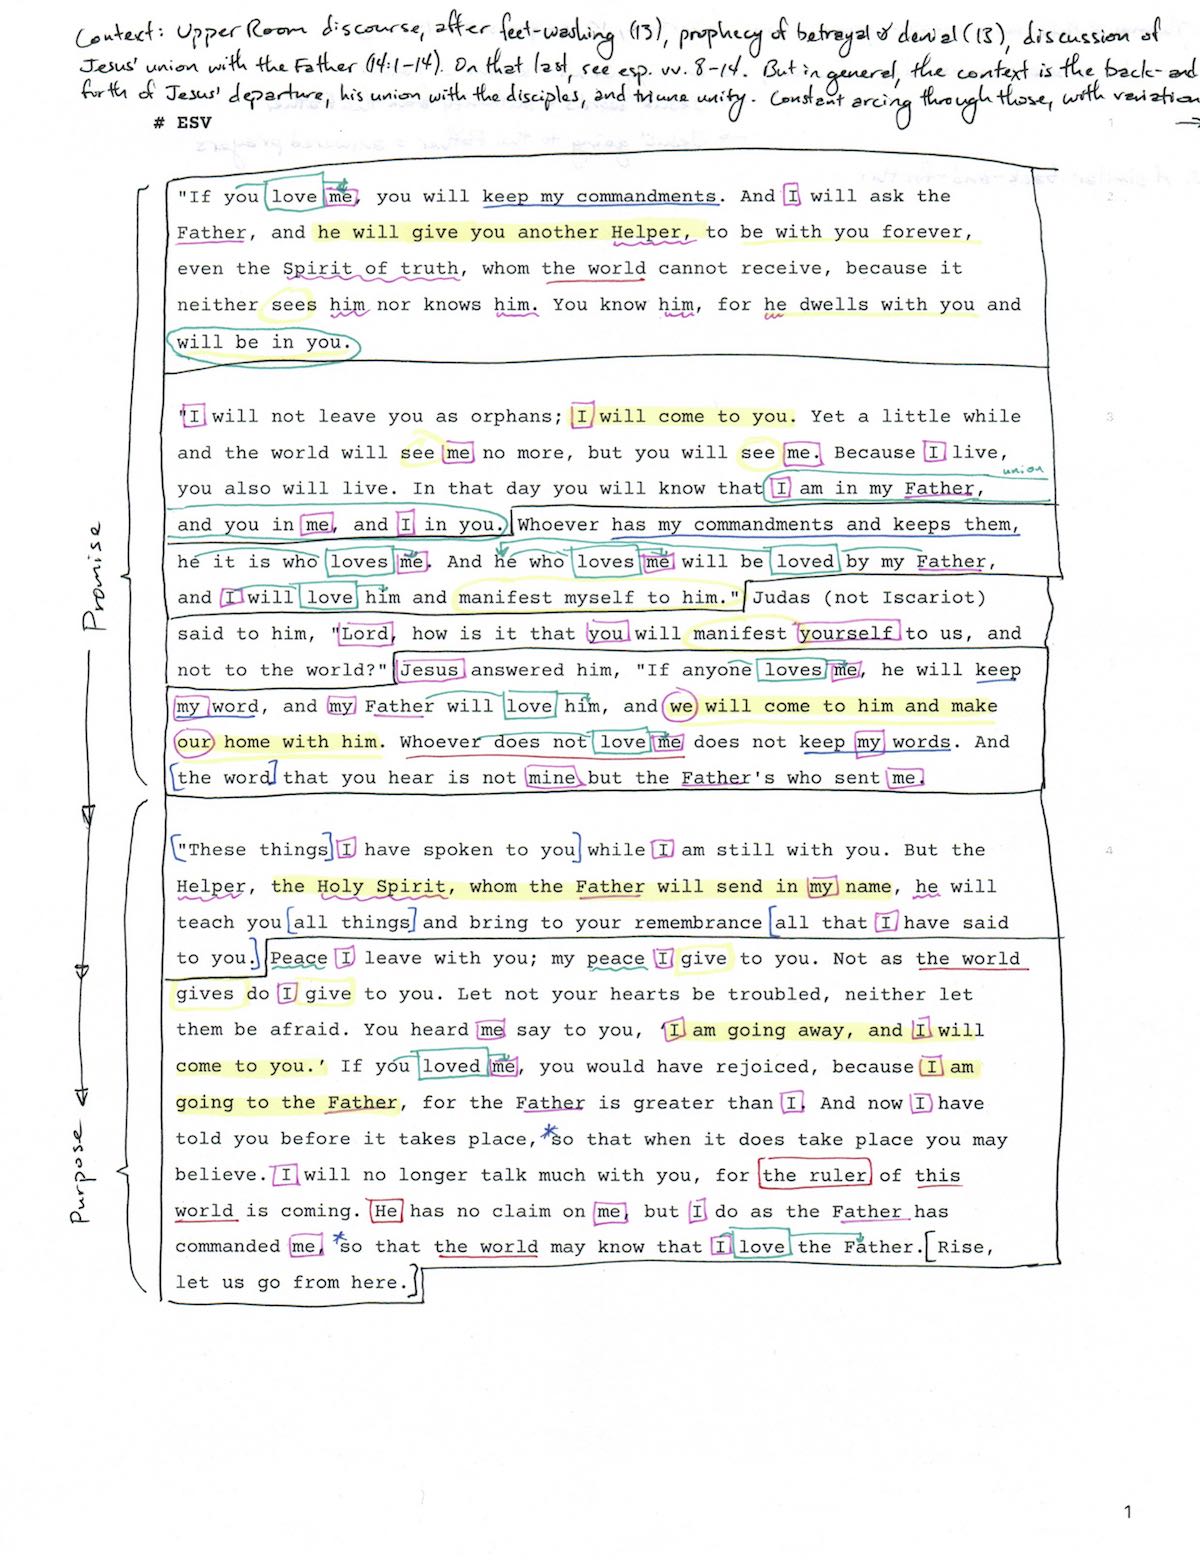 Context: Upper Room discourse, after feet-washing (13), prophecy of betrayal & denial (13), discussion of
Jesus' union with the Father (14:1-14). On that last, see esp. vv. 8-14. But in general, the context is the back-and
forth of Jesus' departure, his union with the disciples, and triune unity. Constant arcing through those, with variation
# ESV
1
"If you love me, you will keep my commandments. And I will ask the
2
Father, and he will give you another Helper, to be with you forever,
even the Spirit of truth, whom the world cannot receive, because it
neither sees him nor knows him. You know him, for he dwells with you and
will be in you.
"I will not leave you as orphans; I will come to you. Yet a little while
3
and the world will see me no more, but you will see me. Because I live,
union
you also will live. In that day you will know that I am in my Father,
and you in me, and I in you. Whoever has my commandments and keeps them,
he it is who loves me. And he who loves me will be loved by my Father,
and I will love him and manifest myself to him." Judas (not Iscariot)
said to him, "Lord, how is it that you will manifest yourself to us, and
not to the world?" Jesus answered him, "If anyone loves me, he will keep
my word, and my Father will love him, and we will come to him and make
our home with him. Whoever does not love me does not keep my words. And
the word that you hear is not mine but the Father's who sent me.
Promise
"These things I have spoken to you while I am still with you. But the
4
Helper, the Holy Spirit, whom the Father will send in my name, he will
teach you all things and bring to your remembrance all that I have said
to you. Peace I leave with you; my peace I give to you. Not as the world
gives do I give to you. Let not your hearts be troubled, neither let
them be afraid. You heard me say to you, 'I am going away, and I will
come to you.' If you loved me, you would have rejoiced, because I am
going to the Father, for the Father is greater than I. And now I have
told you before it takes place, *so that when it does take place you may
believe. I will no longer talk much with you, for the ruler of this
world is coming. He has no claim on me, but I do as the Father has
commanded me, *so that the world may know that I love the Father. [Rise,
let us go from here.]
Purpose
1